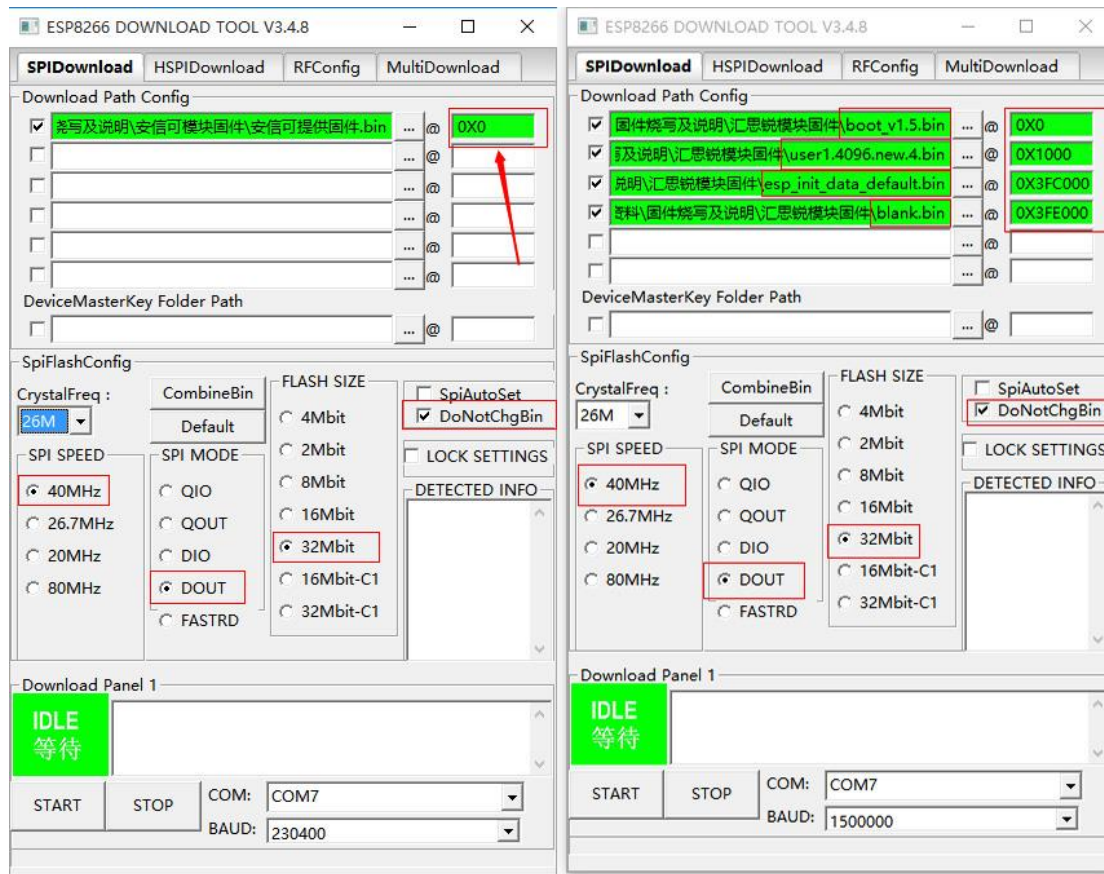 ESP8266 DOWNLOAD TOOL V3.4.8
SPIDownload HSPIDownload RFConfig MultiDownload
Download Path Config
烧写及说明\安信可模块固件\安信可提供固件.bin ... @ 0X0
... @
... @
... @
... @
... @
DeviceMasterKey Folder Path
... @
SpiFlashConfig
CrystalFreq :
26M
CombineBin
Default
SPI SPEED
40MHz
26.7MHz
20MHz
80MHz
SPI MODE
QIO
QOUT
DIO
DOUT
FASTRD
FLASH SIZE
4Mbit
2Mbit
8Mbit
16Mbit
32Mbit
16Mbit-C1
32Mbit-C1
SpiAutoSet
DoNotChgBin
LOCK SETTINGS
DETECTED INFO
Download Panel 1
IDLE
等待
START STOP
COM: COM7
BAUD: 230400
ESP8266 DOWNLOAD TOOL V3.4.8
SPIDownload HSPIDownload RFConfig MultiDownload
Download Path Config
固件烧写及说明\汇思锐模块固件\boot_v1.5.bin ... @ 0X0
写及说明\汇思锐模块固件\user1.4096.new.4.bin ... @ 0X1000
说明\汇思锐模块固件\esp_init_data_default.bin ... @ 0X3FC000
资料\固件烧写及说明\汇思锐模块固件\blank.bin ... @ 0X3FE000
... @
... @
DeviceMasterKey Folder Path
... @
SpiFlashConfig
CrystalFreq :
26M
CombineBin
Default
SPI SPEED
40MHz
26.7MHz
20MHz
80MHz
SPI MODE
QIO
QOUT
DIO
DOUT
FASTRD
FLASH SIZE
4Mbit
2Mbit
8Mbit
16Mbit
32Mbit
16Mbit-C1
32Mbit-C1
SpiAutoSet
DoNotChgBin
LOCK SETTINGS
DETECTED INFO
Download Panel 1
IDLE
等待
START STOP
COM: COM7
BAUD: 1500000